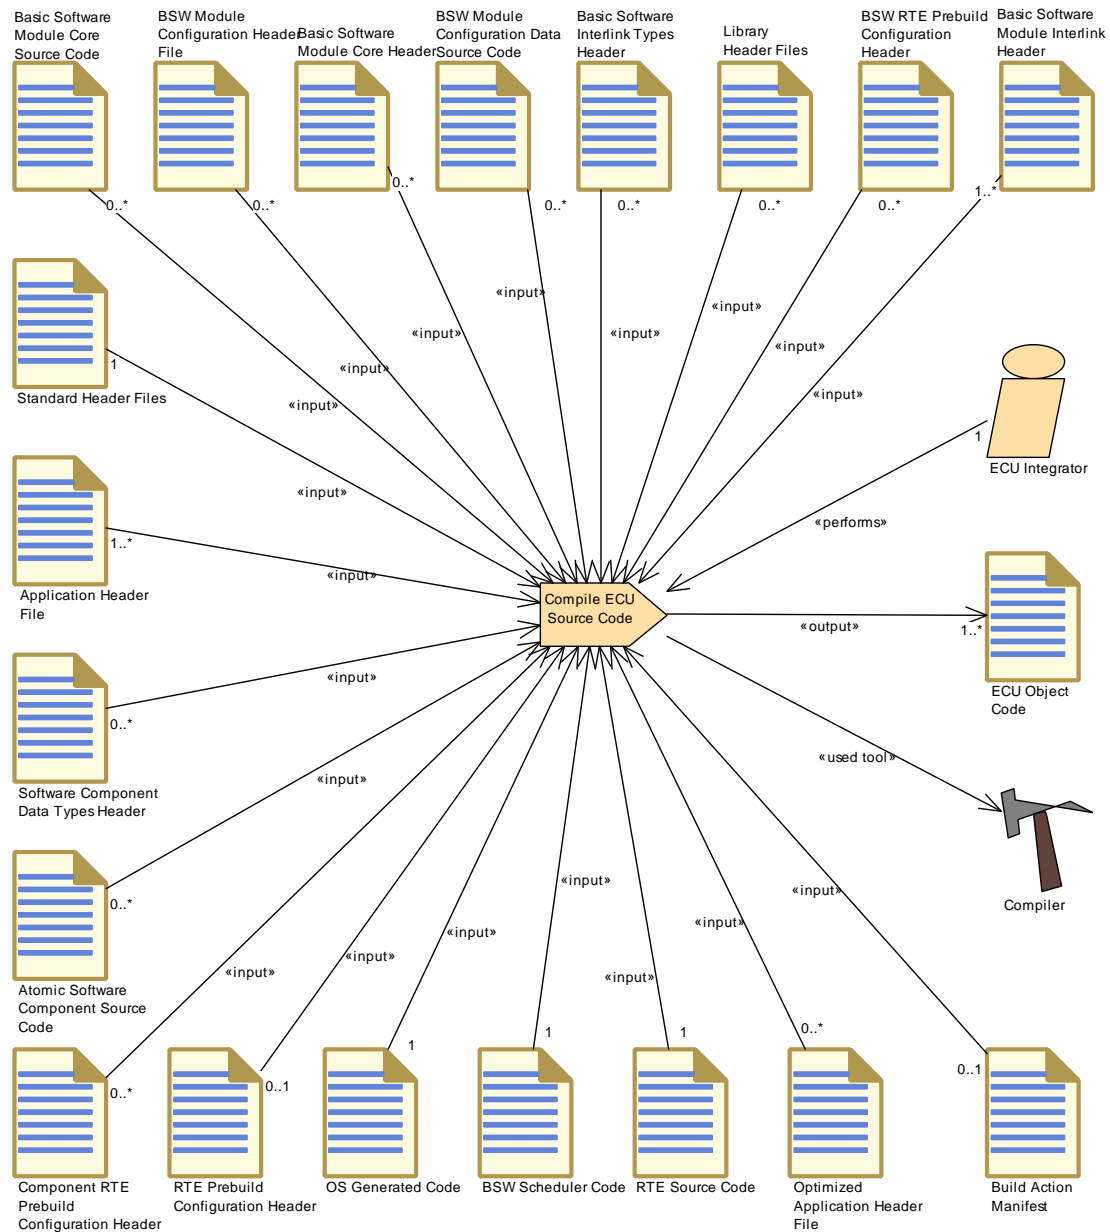 Basic Software
Module Core
Source Code
BSW Module
Configuration Header
File
Basic Software
Module Core Header
BSW Module
Configuration Data
Source Code
Basic Software
Interlink Types
Header
Library
Header Files
BSW RTE Prebuild
Configuration
Header
Basic Software
Module Interlink
Header
0..*
0..*
0..*
0..*
0..*
0..*
0..*
1..*
«input»
«input»
«input»
«input»
«input»
«input»
«input»
«input»
Standard Header Files
1
«input»
ECU Integrator
1
«performs»
Application Header
File
1..*
«input»
Compile ECU
Source Code
«output»
1..*
ECU Object
Code
Software Component
Data Types Header
0..*
«input»
«used tool»
Compiler
Atomic Software
Component Source
Code
0..*
«input»
«input»
«input»
«input»
«input»
«input»
«input»
«input»
0..*
0..1
1
1
1
0..*
0..1
Component RTE
Prebuild
Configuration Header
RTE Prebuild
Configuration Header
OS Generated Code
BSW Scheduler Code
RTE Source Code
Optimized
Application Header
File
Build Action
Manifest